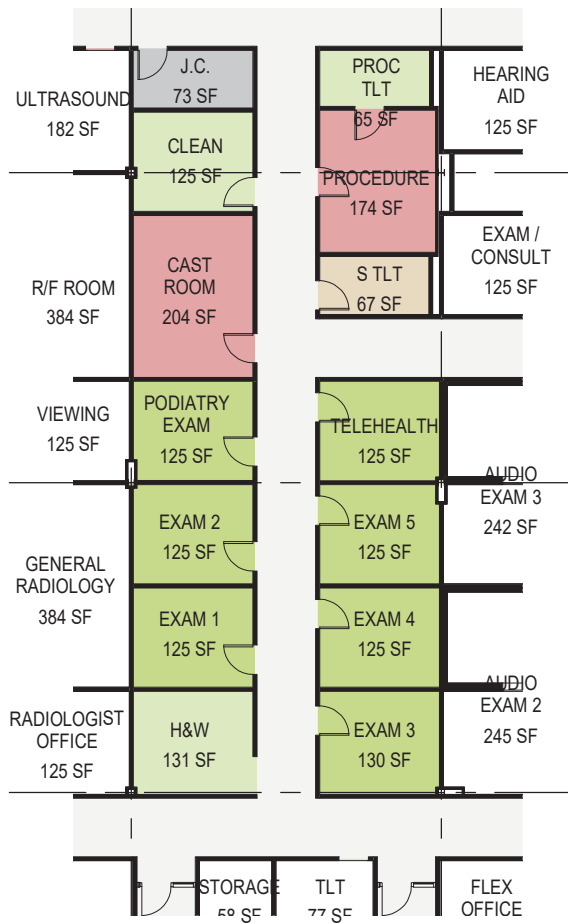 J.C.
73 SF
PROC
TLT
65 SF
HEARING
AID
125 SF
ULTRASOUND
182 SF
CLEAN
125 SF
PROCEDURE
174 SF
EXAM /
CONSULT
125 SF
R/F ROOM
384 SF
CAST
ROOM
204 SF
S TLT
67 SF
VIEWING
125 SF
PODIATRY
EXAM
125 SF
TELEHEALTH
125 SF
AUDIO
EXAM 3
242 SF
EXAM 2
125 SF
EXAM 5
125 SF
GENERAL
RADIOLOGY
384 SF
EXAM 1
125 SF
EXAM 4
125 SF
AUDIO
EXAM 2
245 SF
RADIOLOGIST
OFFICE
125 SF
H&W
131 SF
EXAM 3
130 SF
STORAGE
58 SF
TLT
77 SF
FLEX
OFFICE